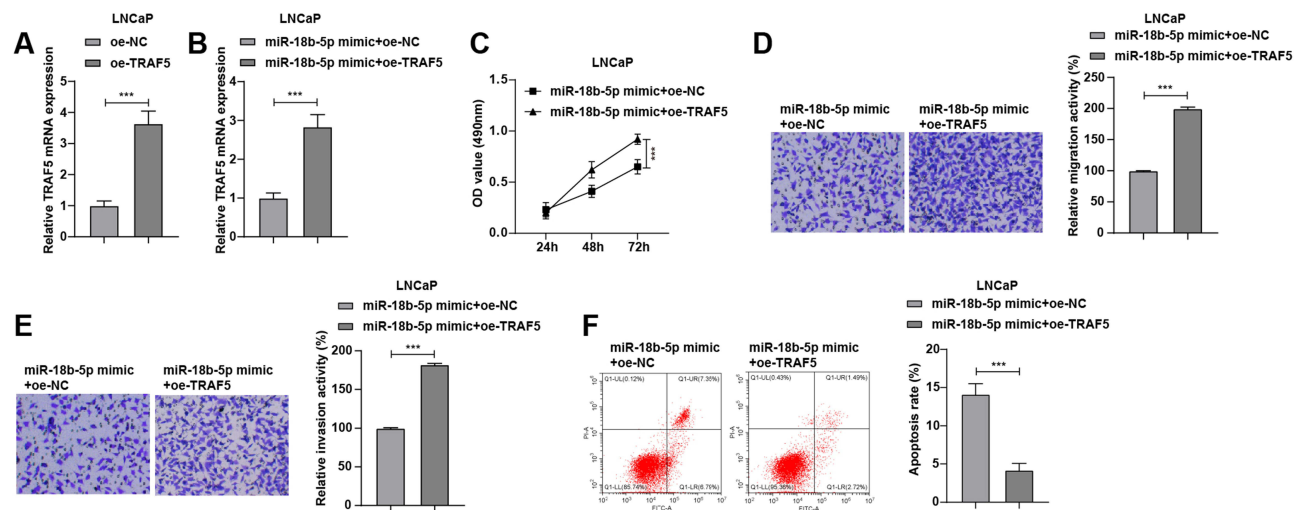 A
LNCaP
oe-NC
oe-TRAF5
Relative TRAF5 mRNA expression
5
4
3
2
1
0
***
B
LNCaP
miR-18b-5p mimic+oe-NC
miR-18b-5p mimic+oe-TRAF5
Relative TRAF5 mRNA expression
4
3
2
1
0
***
C
LNCaP
miR-18b-5p mimic+oe-NC
miR-18b-5p mimic+oe-TRAF5
OD value (490nm)
1.5
1.0
0.5
0.0
***
24h
48h
72h
D
miR-18b-5p mimic
+oe-NC
miR-18b-5p mimic
+oe-TRAF5
LNCaP
miR-18b-5p mimic+oe-NC
miR-18b-5p mimic+oe-TRAF5
Relative migration activity (%)
250
200
150
100
50
0
***
E
miR-18b-5p mimic
+oe-NC
miR-18b-5p mimic
+oe-TRAF5
LNCaP
miR-18b-5p mimic+oe-NC
miR-18b-5p mimic+oe-TRAF5
Relative invasion activity (%)
200
150
100
50
0
***
F
miR-18b-5p mimic
+oe-NC
Q1-UL(0.12%)
Q1-UR(7.35%)
Q1-LL(85.74%)
Q1-LR(6.79%)
PI-A
FITC-A
miR-18b-5p mimic
+oe-TRAF5
Q1-UL(0.43%)
Q1-UR(1.49%)
Q1-LL(95.36%)
Q1-LR(2.72%)
PI-A
FITC-A
LNCaP
miR-18b-5p mimic+oe-NC
miR-18b-5p mimic+oe-TRAF5
Apoptosis rate (%)
20
15
10
5
0
***